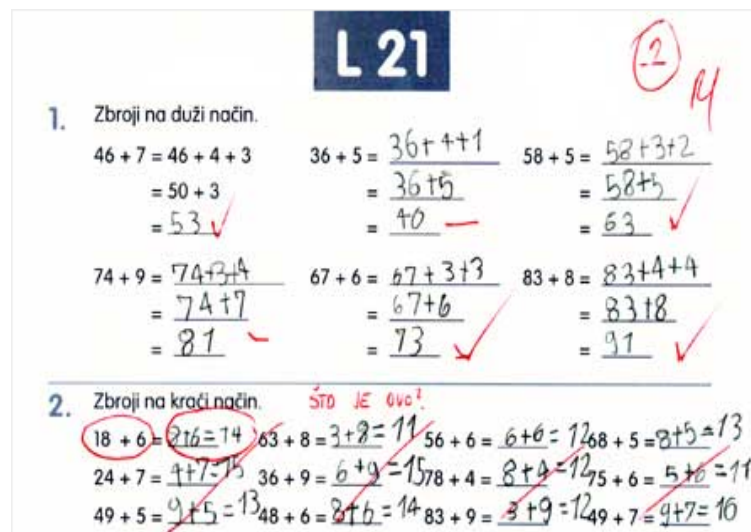 L 21
-2
1. Zbroji na duži način.
46 + 7 = 46 + 4 + 3 36 + 5 = 36+4+1 58 + 5 = 58+3+2
= 50 + 3 = 36+5 = 58+5
= 53 = 40 = 63
74 + 9 = 74+3+4 67 + 6 = 67+3+3 83 + 8 = 83+4+4
= 74+7 = 67+6 = 83+8
= 81 = 73 = 91
2. Zbroji na kraći način. ŠTO JE OVO?
18 + 6 = 8+6=14 63 + 8 = 3+8=11 56 + 6 = 6+6=12 68 + 5 = 8+5=13
24 + 7 = 4+7=15 36 + 9 = 6+9=15 78 + 4 = 8+4=12 75 + 6 = 5+6=11
49 + 5 = 9+5=13 48 + 6 = 8+6=14 83 + 9 = 3+9=12 49 + 7 = 9+7=16